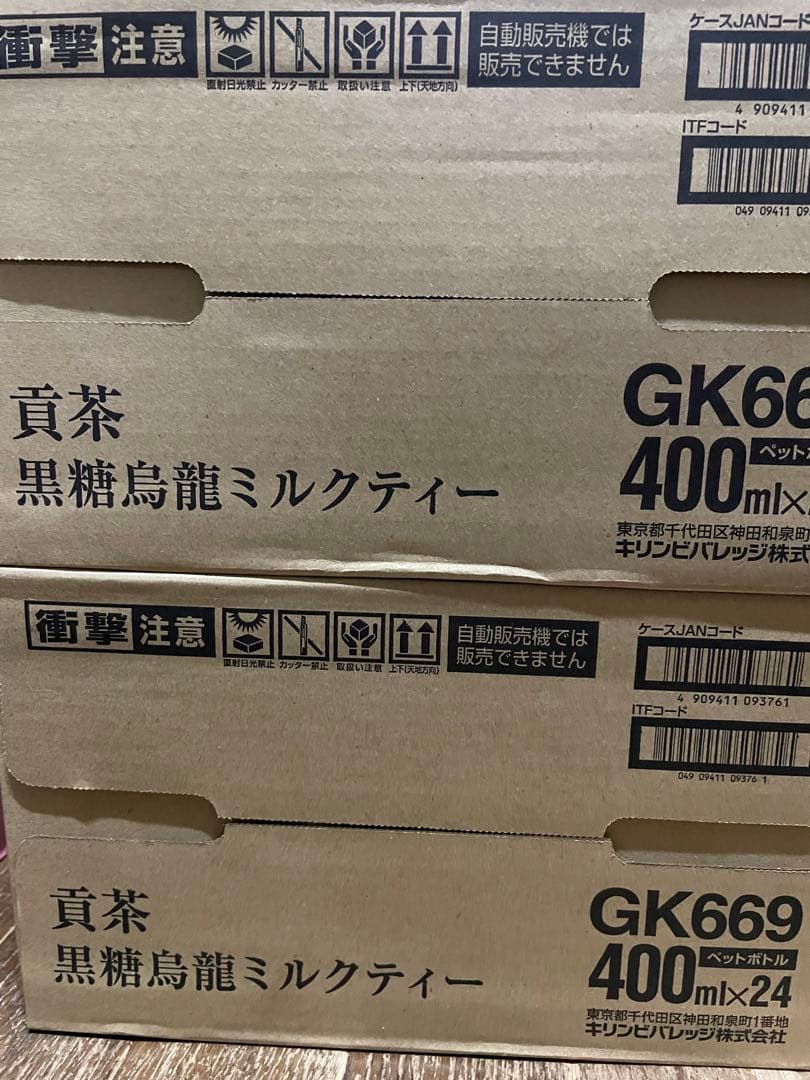 衝撃 注意
直射日光禁止 カッター禁止 取扱い注意 上下(天地方向)
自動販売機では
販売できません
ケースJANコード
4 909411
ITFコード
049 09411
貢茶
黒糖烏龍ミルクティー
GK66
400ml×
東京都千代田区神田和泉町
キリンビバレッジ株式
衝撃 注意
直射日光禁止 カッター禁止 取扱い注意 上下(天地方向)
自動販売機では
販売できません
ケースJANコード
4 909411 093761
ITFコード
049 09411 09376 1
貢茶
黒糖烏龍ミルクティー
GK669
400ml×24 ペットボトル
東京都千代田区神田和泉町1番地
キリンビバレッジ株式会社